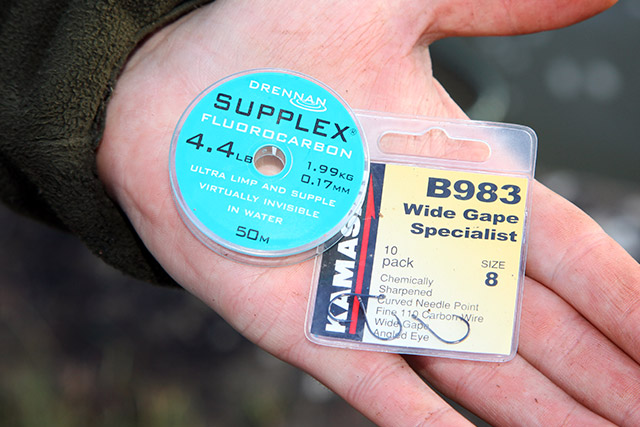 DRENNAN
SUPPLEX®
FLUOROCARBON
4.4LB
1.99KG
0.17MM
ULTRA LIMP AND SUPPLE
VIRTUALLY INVISIBLE
IN WATER
50M
KAMASAN
B983
Wide Gape
Specialist
10
pack
SIZE
8
Chemically
Sharpened
Curved Needle Point
Fine 110 Carbon Wire
Wide Gape
Angled Eye